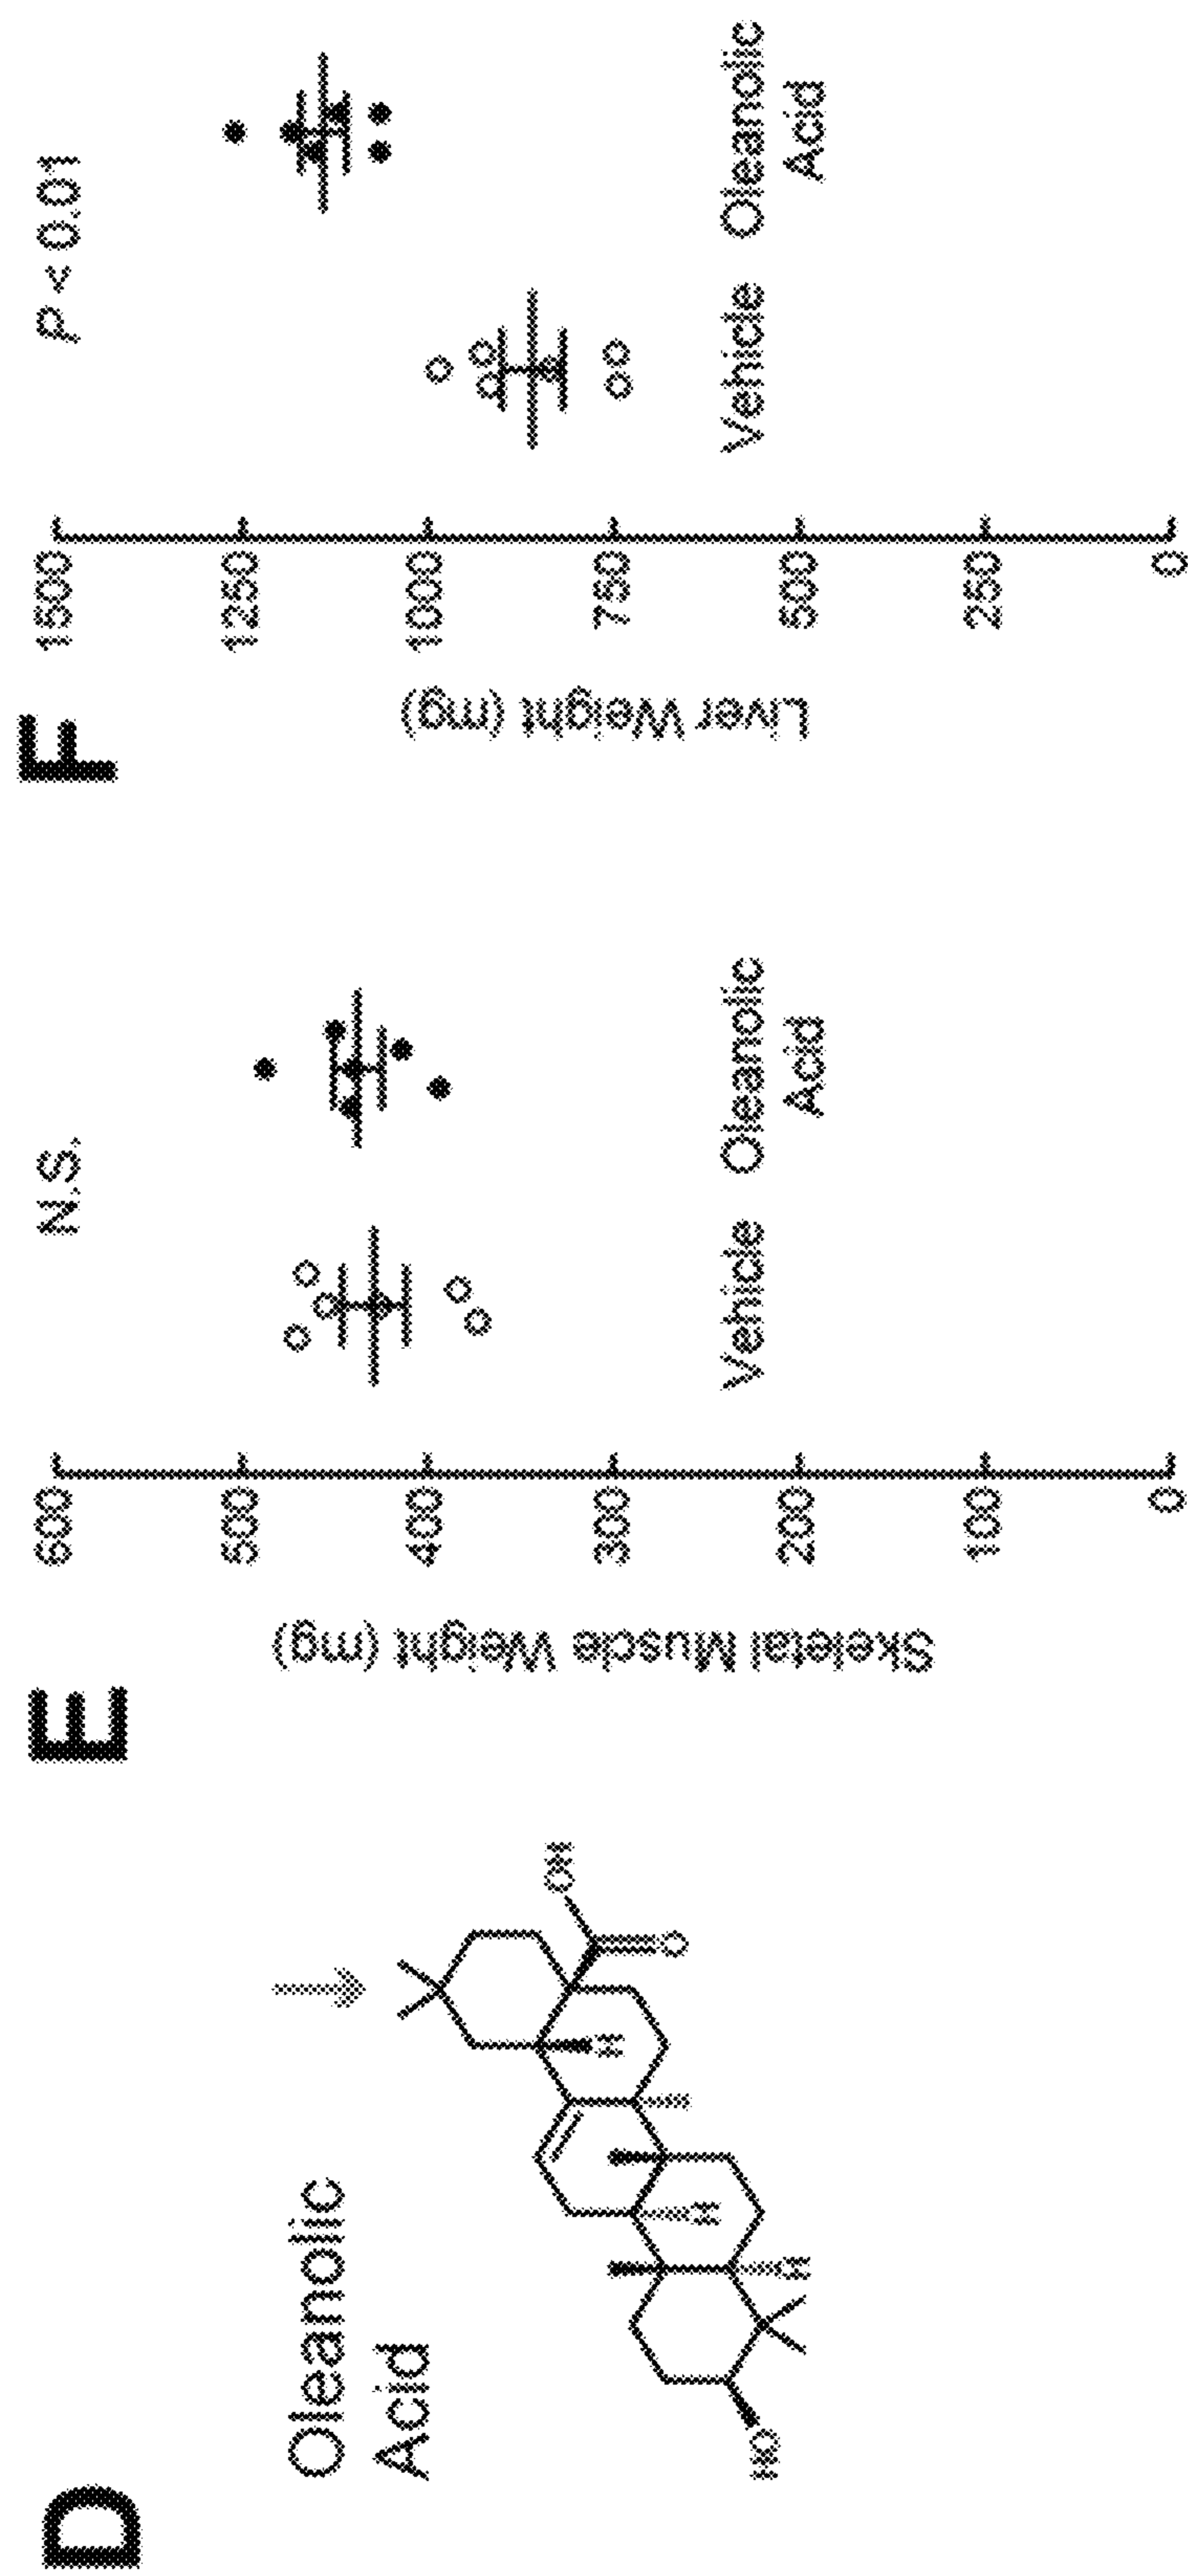 D
Oleanolic
Acid
HO
H
H
H
O
OH
E
N.S.
Skeletal Muscle Weight (mg)
600
500
400
300
200
100
0
Vehicle
Oleanolic
Acid
F
P < 0.01
Liver Weight (mg)
1500
1250
1000
750
500
250
0
Vehicle
Oleanolic
Acid